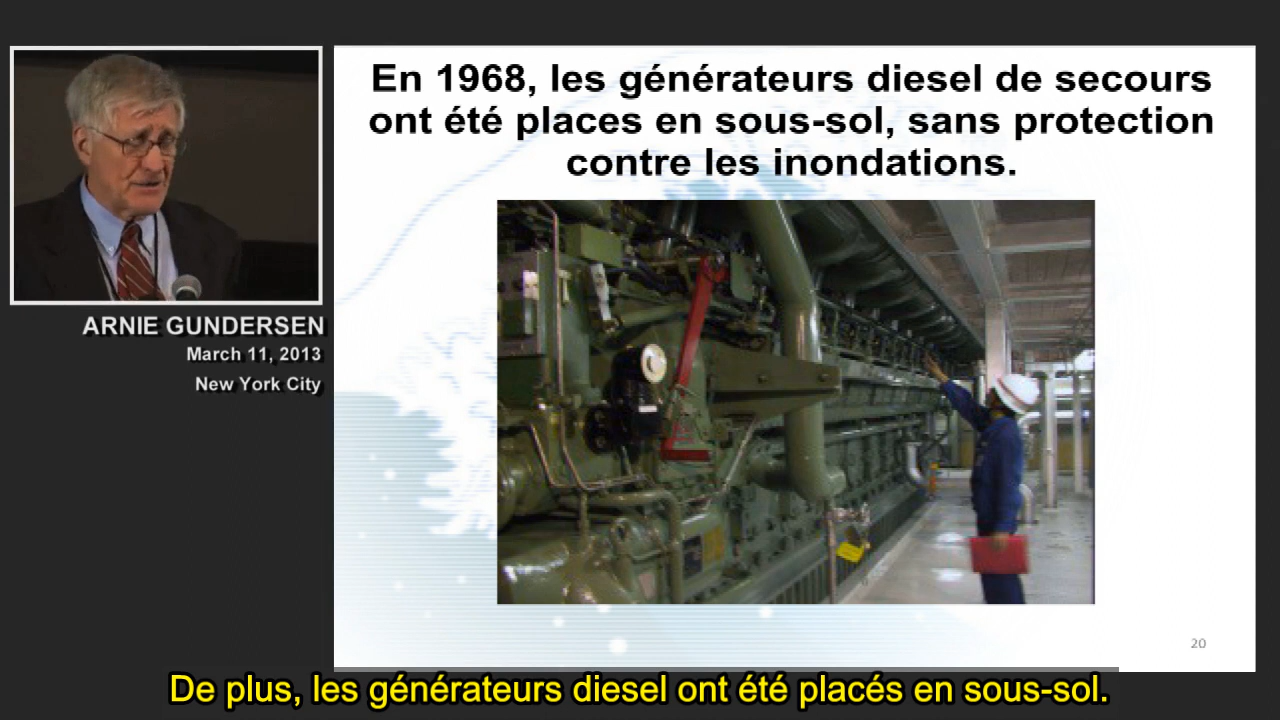 En 1968, les générateurs diesel de secours
ont été places en sous-sol, sans protection
contre les inondations.
ARNIE GUNDERSEN
March 11, 2013
New York City
20
De plus, les générateurs diesel ont été placés en sous-sol.